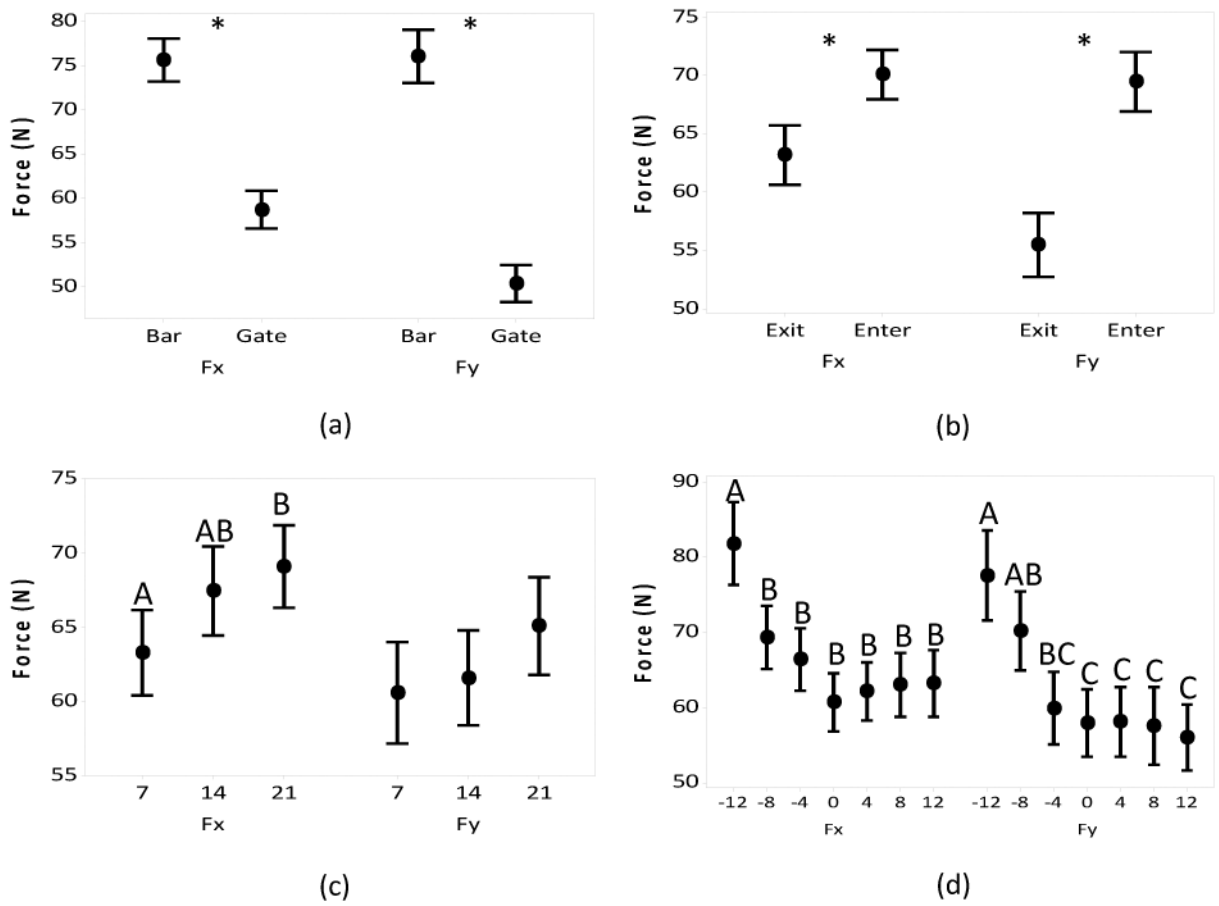 80
75
70
65
60
55
50
Force (N)
*
*
Bar
Gate
Bar
Gate
Fx
Fy
(a)
75
70
65
60
55
50
Force (N)
*
*
Exit
Enter
Exit
Enter
Fx
Fy
(b)
75
70
65
60
55
Force (N)
A
AB
B
7
14
21
7
14
21
Fx
Fy
(c)
90
80
70
60
50
Force (N)
A
B
B
B
B
B
B
A
AB
BC
C
C
C
C
-12
-8
-4
0
4
8
12
-12
-8
-4
0
4
8
12
Fx
Fy
(d)